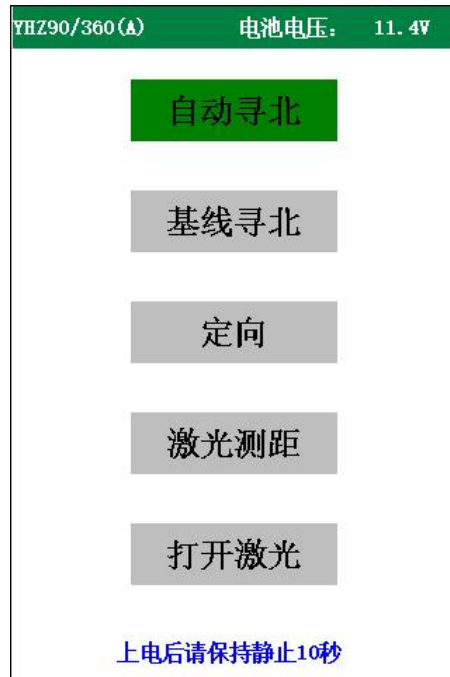 YHZ90/360(A) 电池电压： 11.4V
自动寻北
基线寻北
定向
激光测距
打开激光
上电后请保持静止10秒